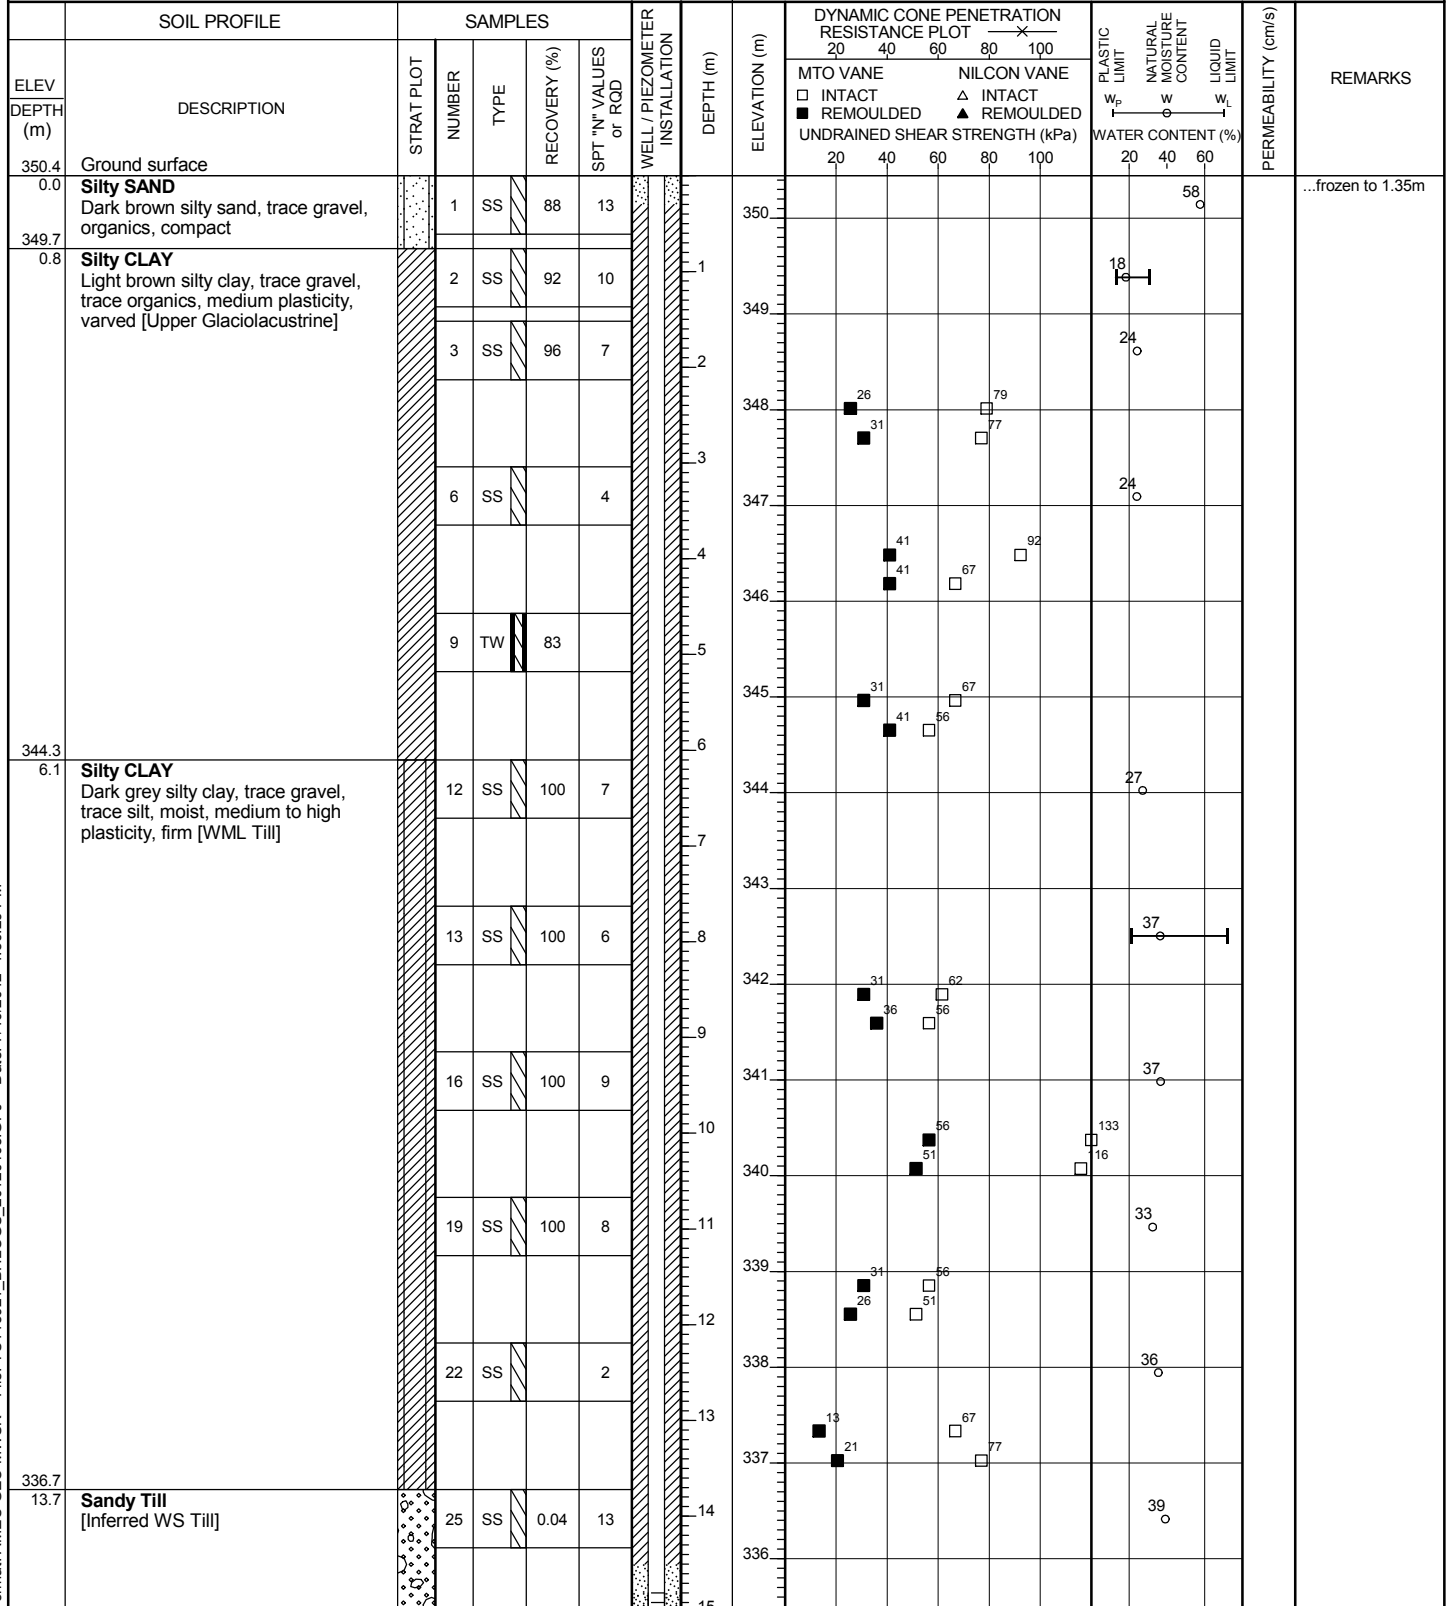 SOIL PROFILE
SAMPLES
WELL / PIEZOMETER
INSTALLATION
DEPTH (m)
ELEVATION (m)
DYNAMIC CONE PENETRATION
RESISTANCE PLOT
20 40 60 80 100
MTO VANE NILCON VANE
INTACT INTACT
REMOULDED REMOULDED
UNDRAINED SHEAR STRENGTH (kPa)
20 40 60 80 100
PLASTIC
LIMIT
NATURAL
MOISTURE
CONTENT
LIQUID
LIMIT
WP W WL
WATER CONTENT (%)
20 40 60
PERMEABILITY (cm/s)
REMARKS
ELEV
DEPTH
(m)
DESCRIPTION
STRAT PLOT
NUMBER
TYPE
RECOVERY (%)
SPT "N" VALUES
or RQD
350.4 Ground surface
0.0 Silty SAND
Dark brown silty sand, trace gravel,
organics, compact
1 SS 88 13
350
58
...frozen to 1.35m
349.7
0.8 Silty CLAY
Light brown silty clay, trace gravel,
trace organics, medium plasticity,
varved [Upper Glaciolacustrine]
2 SS 92 10
1
18
349
3 SS 96 7
2
24
348
26 79
31 77
3
6 SS 4
347
24
4
41 92
41 67
346
9 TW 83
5
345
31 67
41 56
6
344.3
6.1 Silty CLAY
Dark grey silty clay, trace gravel,
trace silt, moist, medium to high
plasticity, firm [WML Till]
12 SS 100 7
344
27
7
343
13 SS 100 6
8
37
342
31 62
36 56
9
16 SS 100 9
341
37
10
56 133
51 116
340
19 SS 100 8
11
33
339
31 56
26 51
12
338
22 SS 2
36
13
13 67
21 77
337
336.7
13.7 Sandy Till
[Inferred WS Till]
25 SS 0.04 13
14
39
336